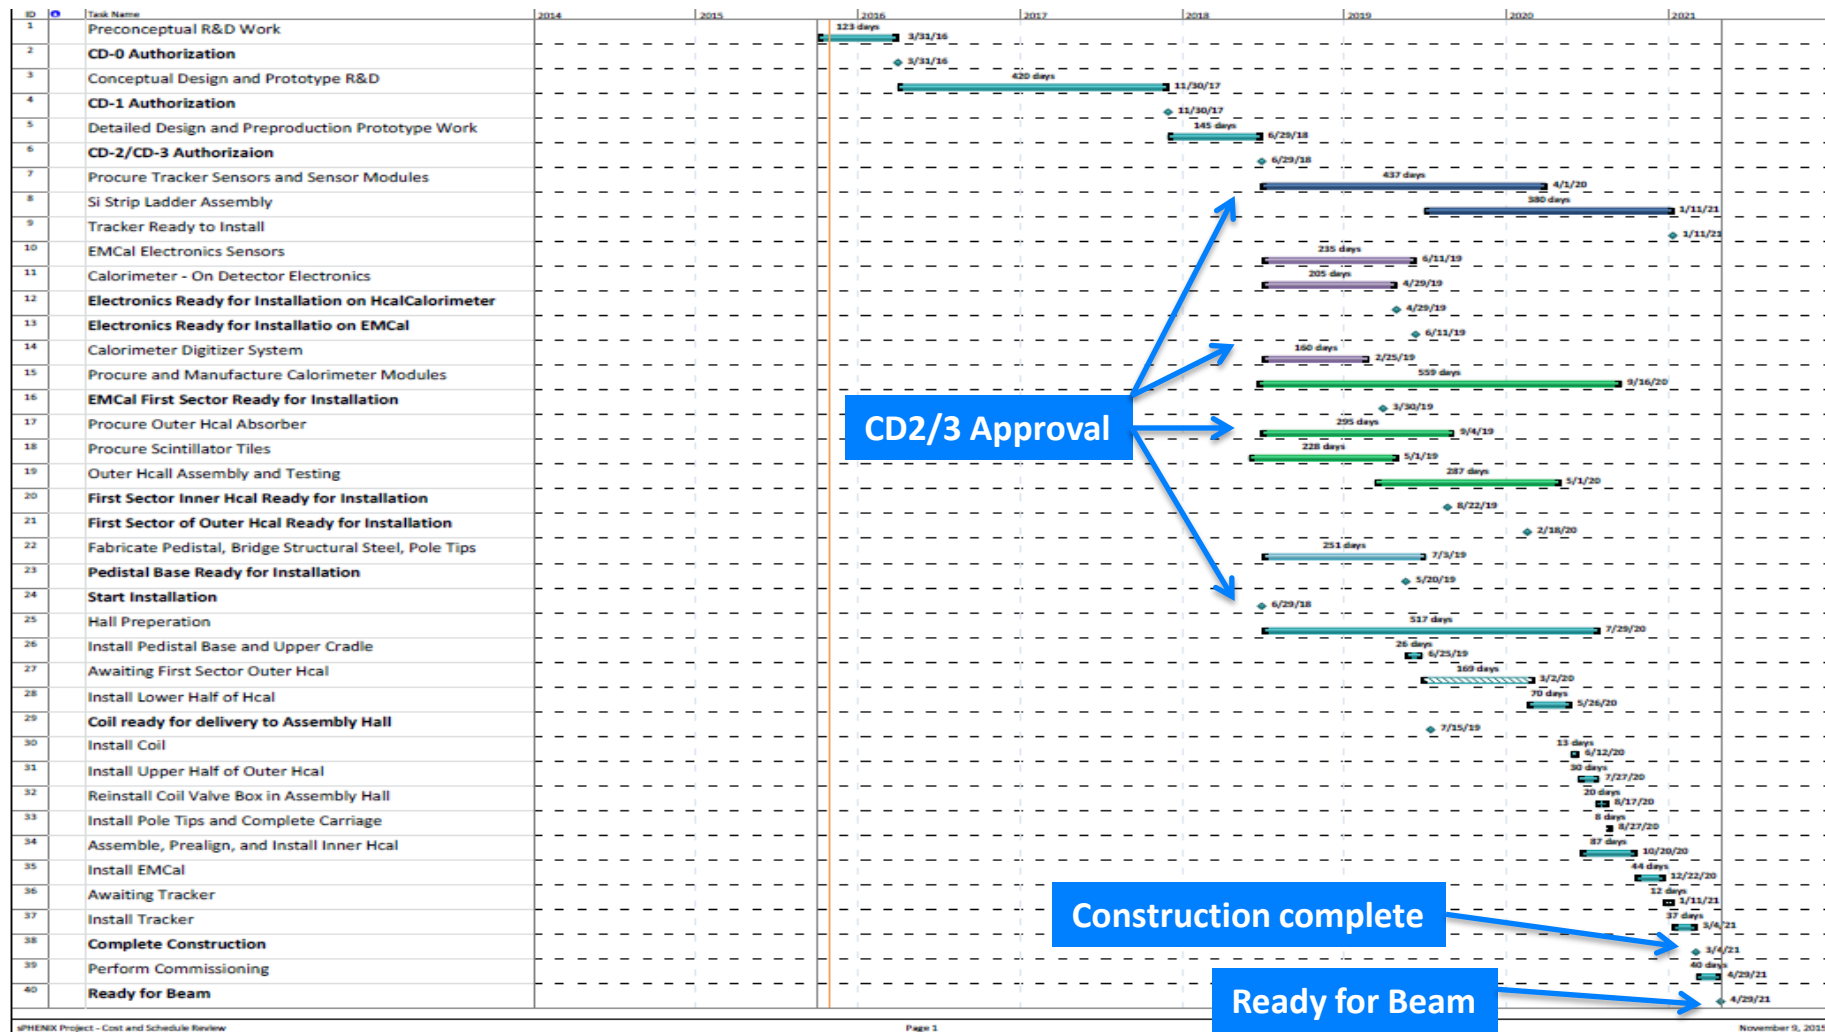 ID Task Name 2014 2015 2016 2017 2018 2019 2020 2021
1 Preconceptual R&D Work 123 days 3/31/16
2 CD-0 Authorization 3/31/16
3 Conceptual Design and Prototype R&D 420 days 11/30/17
4 CD-1 Authorization 11/30/17
5 Detailed Design and Preproduction Prototype Work 145 days 6/29/18
6 CD-2/CD-3 Authorizaion 6/29/18
7 Procure Tracker Sensors and Sensor Modules 437 days 4/1/20
8 Si Strip Ladder Assembly 380 days 1/11/21
9 Tracker Ready to Install 1/11/21
10 EMCal Electronics Sensors 235 days 6/11/19
11 Calorimeter - On Detector Electronics 205 days 4/29/19
12 Electronics Ready for Installation on HcalCalorimeter 4/29/19
13 Electronics Ready for Installatio on EMCal 6/11/19
14 Calorimeter Digitizer System 160 days 2/25/19
15 Procure and Manufacture Calorimeter Modules 559 days 9/16/20
16 EMCal First Sector Ready for Installation 3/30/19
CD2/3 Approval
17 Procure Outer Hcal Absorber 295 days 9/4/19
18 Procure Scintillator Tiles 228 days 5/1/19
19 Outer Hcall Assembly and Testing 287 days 5/1/20
20 First Sector Inner Hcal Ready for Installation 8/22/19
21 First Sector of Outer Hcal Ready for Installation 2/18/20
22 Fabricate Pedistal, Bridge Structural Steel, Pole Tips 251 days 7/3/19
23 Pedistal Base Ready for Installation 5/20/19
24 Start Installation 6/29/18
25 Hall Preperation 517 days 7/29/20
26 Install Pedistal Base and Upper Cradle 26 days 6/25/19
27 Awaiting First Sector Outer Hcal 169 days 3/2/20
28 Install Lower Half of Hcal 70 days 5/26/20
29 Coil ready for delivery to Assembly Hall 7/15/19
30 Install Coil 13 days 6/12/20
31 Install Upper Half of Outer Hcal 30 days 7/27/20
32 Reinstall Coil Valve Box in Assembly Hall 20 days 8/17/20
33 Install Pole Tips and Complete Carriage 8 days 8/27/20
34 Assemble, Prealign, and Install Inner Hcal 87 days 10/20/20
35 Install EMCal 44 days 12/22/20
36 Awaiting Tracker 12 days 1/11/21
37 Install Tracker 37 days 3/4/21
Construction complete
38 Complete Construction 3/4/21
39 Perform Commissioning 40 days 4/29/21
40 Ready for Beam 4/29/21
Ready for Beam
sPHENIX Project - Cost and Schedule Review Page 1 November 9, 2015